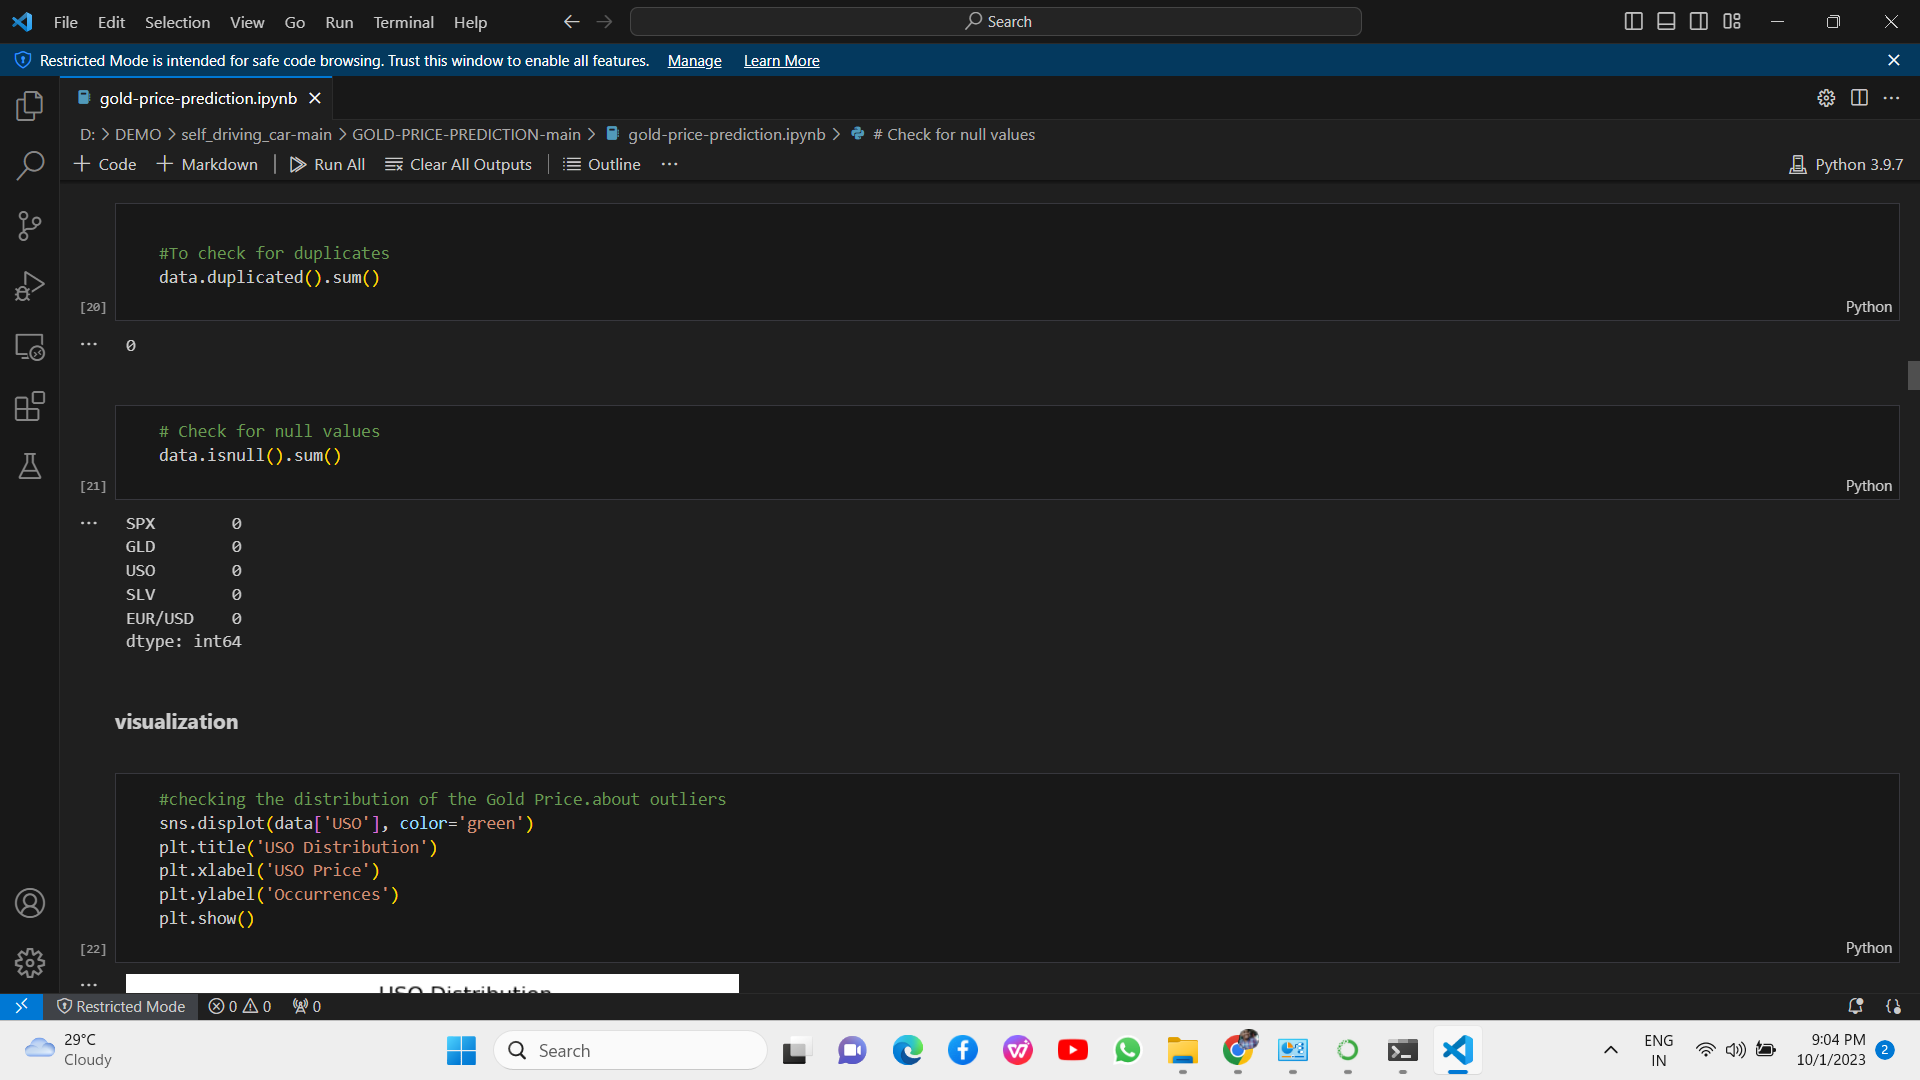 File Edit Selection View Go Run Terminal Help
Search
Restricted Mode is intended for safe code browsing. Trust this window to enable all features. Manage Learn More
gold-price-prediction.ipynb
D: > DEMO > self_driving_car-main > GOLD-PRICE-PREDICTION-main > gold-price-prediction.ipynb > # Check for null values
+ Code + Markdown | Run All Clear All Outputs | Outline ...
Python 3.9.7
#To check for duplicates
data.duplicated().sum()
[20]
Python
... 0
# Check for null values
data.isnull().sum()
[21]
Python
... SPX 0
GLD 0
USO 0
SLV 0
EUR/USD 0
dtype: int64
visualization
#checking the distribution of the Gold Price.about outliers
sns.displot(data['USO'], color='green')
plt.title('USO Distribution')
plt.xlabel('USO Price')
plt.ylabel('Occurrences')
plt.show()
[22]
Python
...
USO Distribution
Restricted Mode 0 0 0
29°C
Cloudy
Search
ENG
IN
9:04 PM
10/1/2023
2